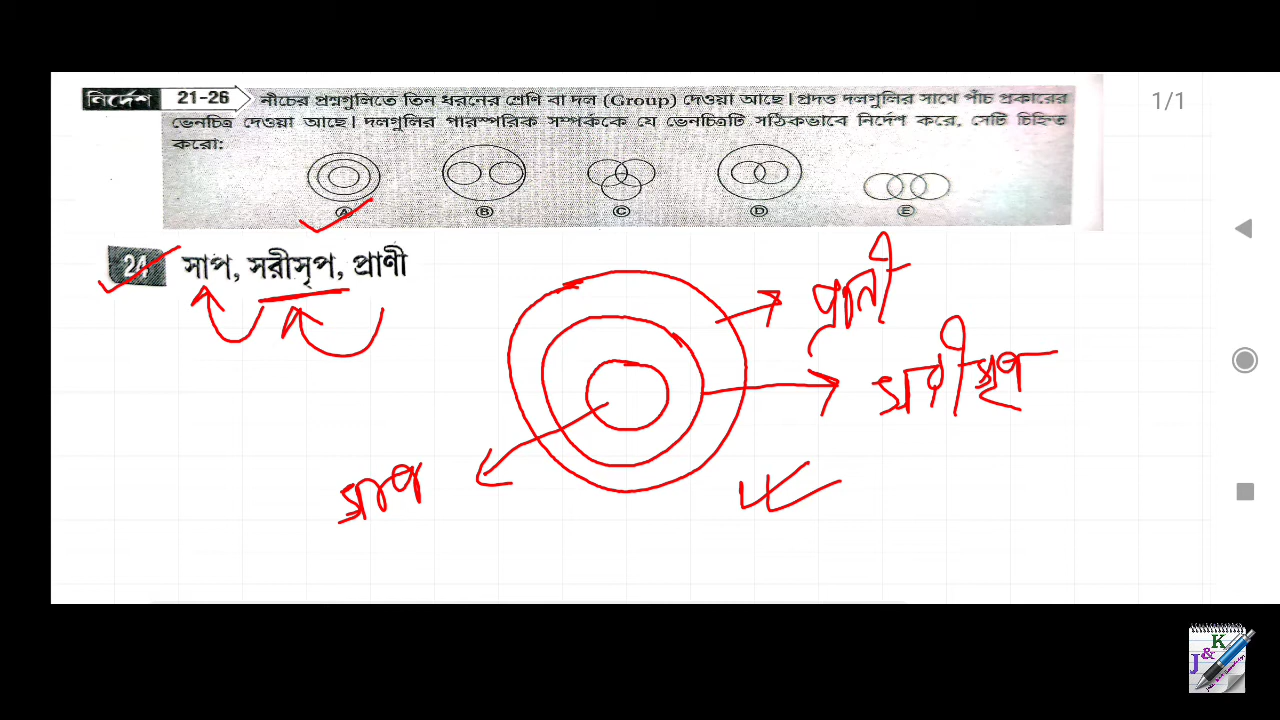 নির্দেশ 21-26 নীচের প্রশ্নগুলিতে তিন ধরনের শ্রেণি বা দল (Group) দেওয়া আছে। প্রদত্ত দলগুলির সাথে পাঁচ প্রকারের
ভেনচিত্র দেওয়া আছে। দলগুলির পারস্পরিক সম্পর্ককে যে ভেনচিত্রটি সঠিকভাবে নির্দেশ করে, সেটি চিহ্নিত
করো:
1/1
A B C D E
24 সাপ, সরীসৃপ, প্রাণী
প্রাণী
সরীসৃপ
সাপ
J & K